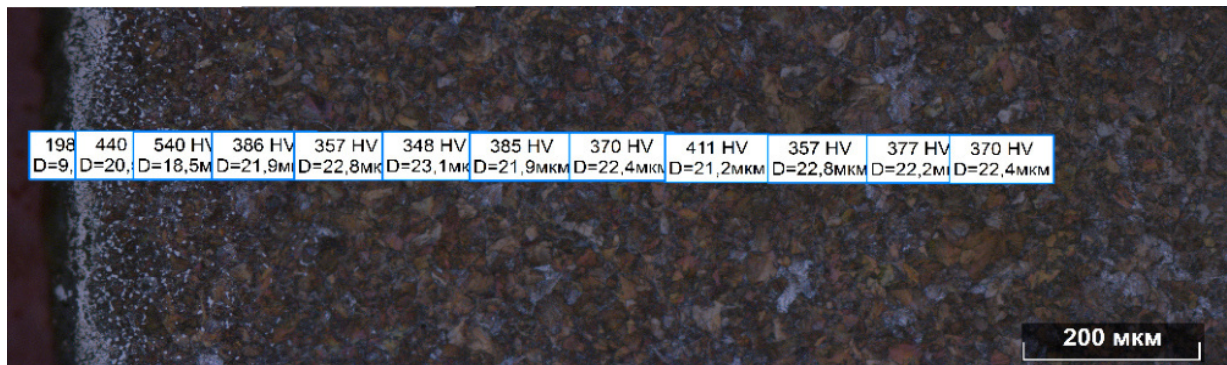 198
D=9,
440
D=20,
540 HV
D=18,5м
386 HV
D=21,9м
357 HV
D=22,8мк
348 HV
D=23,1мкм
385 HV
D=21,9мкм
370 HV
D=22,4мкм
411 HV
D=21,2мкм
357 HV
D=22,8мкм
377 HV
D=22,2м
370 HV
D=22,4мкм
200 мкм